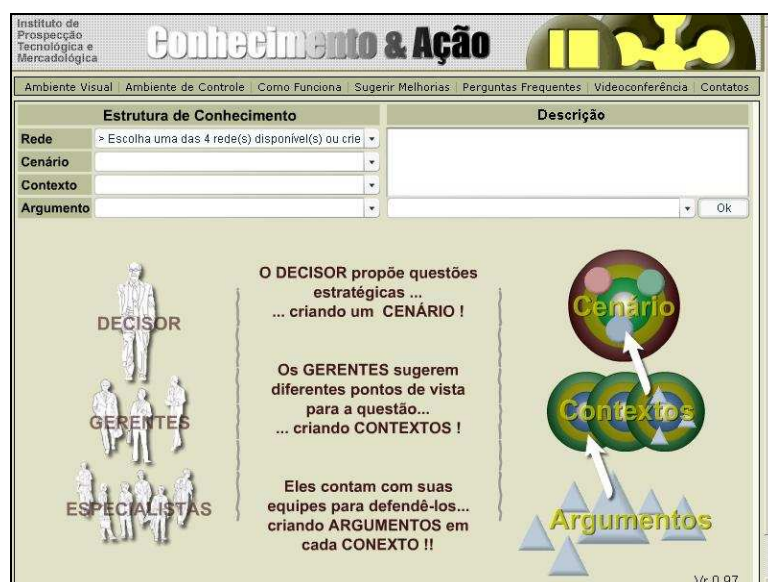 Instituto de
Prospecção
Tecnológica e
Mercadológica
Conhecimento & Ação
Ambiente Visual | Ambiente de Controle | Como Funciona | Sugerir Melhorias | Perguntas Frequentes | Videoconferência | Contatos
Estrutura de Conhecimento
Descrição
Rede
> Escolha uma das 4 rede(s) disponível(s) ou crie
Cenário
Contexto
Argumento
Ok
DECISOR
O DECISOR propõe questões
estratégicas ...
... criando um CENÁRIO !
Cenário
GERENTES
Os GERENTES sugerem
diferentes pontos de vista
para a questão...
... criando CONTEXTOS !
Contextos
ESPECIALISTAS
Eles contam com suas
equipes para defendê-los...
criando ARGUMENTOS em
cada CONEXTO !!
Argumentos
Vr 0.97